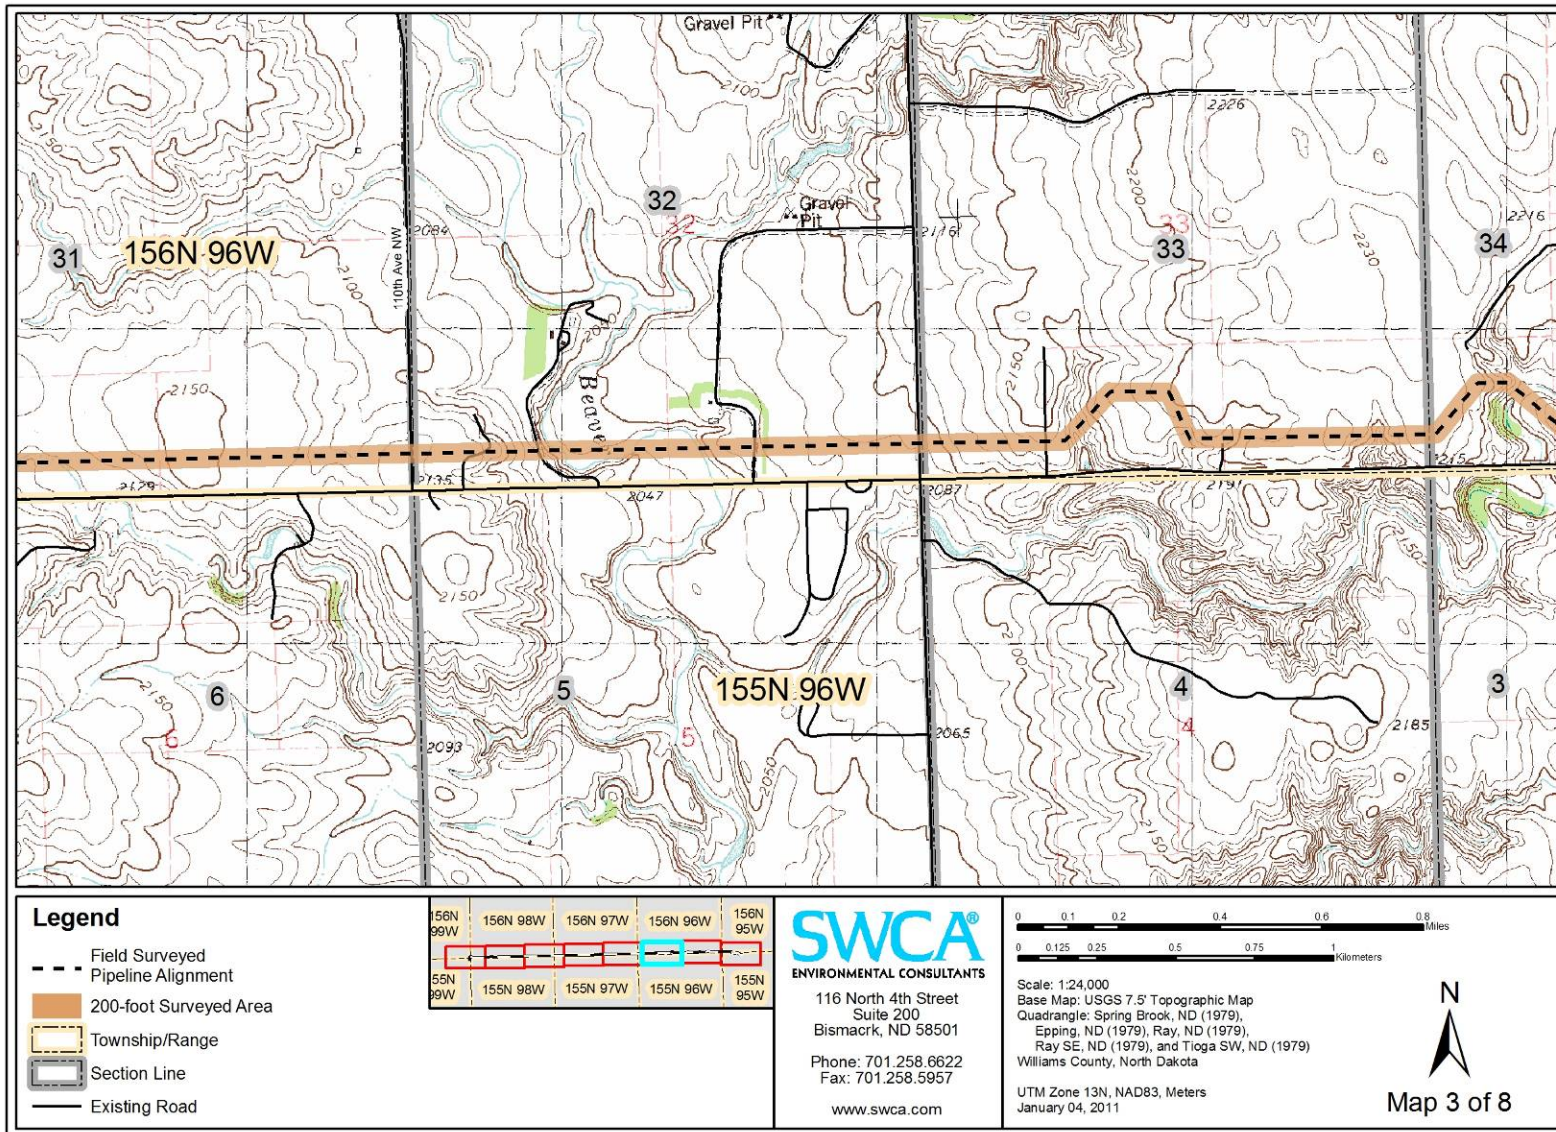 Gravel Pit
2100
2226
2150
32
32
Gravel
Pit
2200
2216
31
156N 96W
2084
2116
33
33
34
2230
2100
110th Ave NW
2040
2150
2150
Beaver
2129
2135
2047
2087
2191
2215
2150
2150
6
5
155N 96W
4
3
2100
2150
6
5
4
2093
2065
2185
2050
2150
Legend
Field Surveyed
Pipeline Alignment
200-foot Surveyed Area
Township/Range
Section Line
Existing Road
156N
99W
156N 98W
156N 97W
156N 96W
156N
95W
55N
99W
155N 98W
155N 97W
155N 96W
155N
95W
SWCA®
ENVIRONMENTAL CONSULTANTS
116 North 4th Street
Suite 200
Bismacrk, ND 58501
Phone: 701.258.6622
Fax: 701.258.5957
www.swca.com
0 0.1 0.2 0.4 0.6 0.8
Miles
0 0.125 0.25 0.5 0.75 1
Kilometers
Scale: 1:24,000
Base Map: USGS 7.5' Topographic Map
Quadrangle: Spring Brook, ND (1979),
Epping, ND (1979), Ray, ND (1979),
Ray SE, ND (1979), and Tioga SW, ND (1979)
Williams County, North Dakota
UTM Zone 13N, NAD83, Meters
January 04, 2011
N
Map 3 of 8